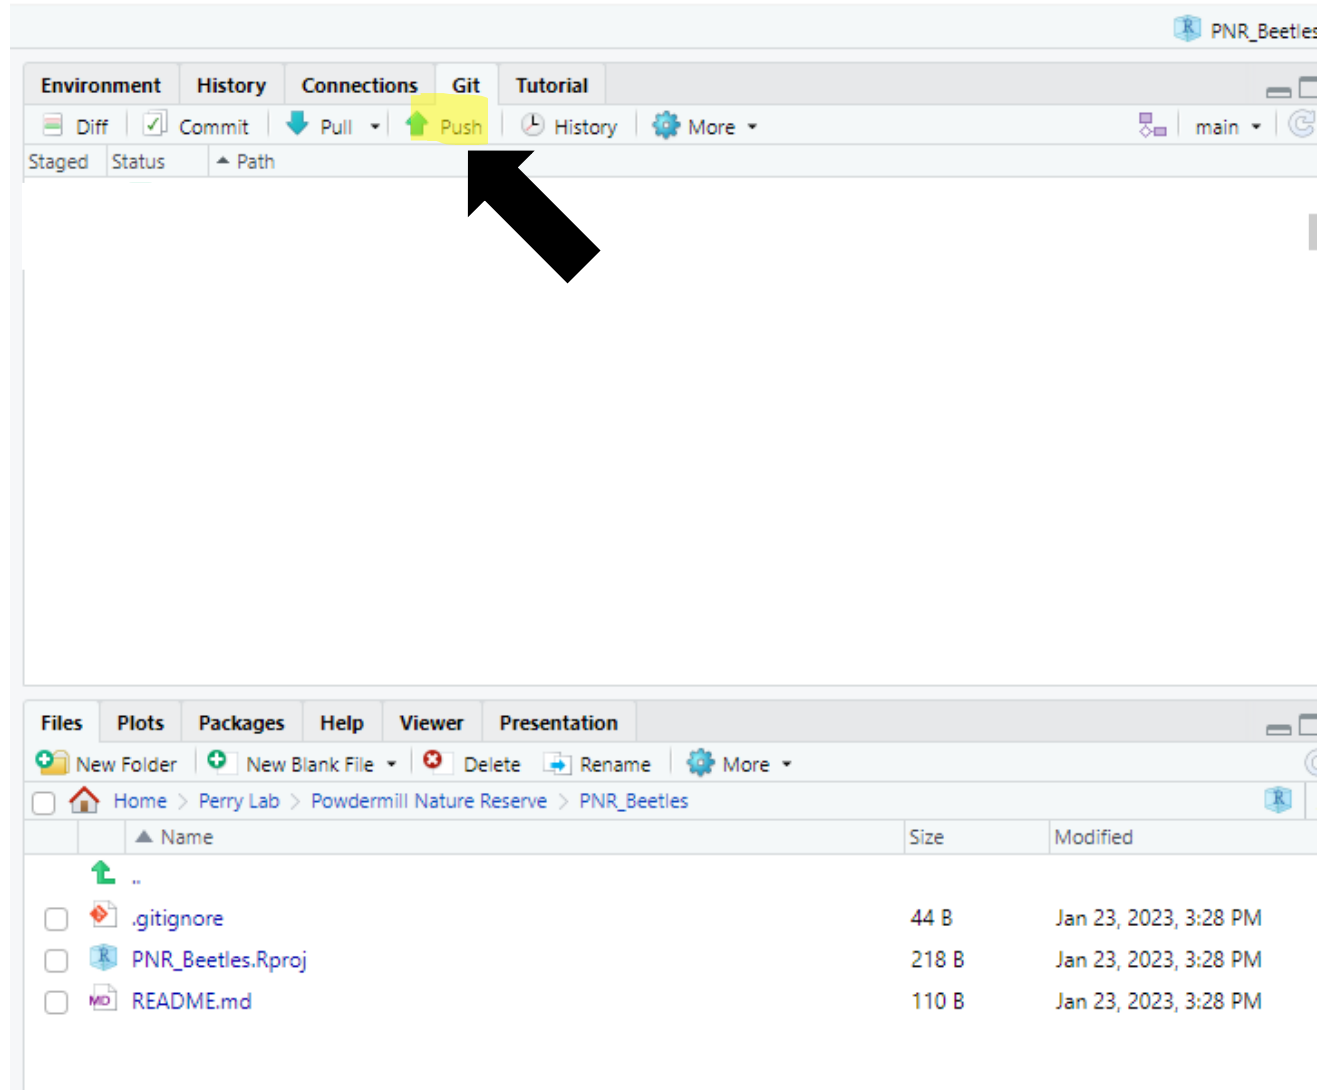 PNR_Beetles
Environment History Connections Git Tutorial
Diff Commit Pull Push History More main
Staged Status Path
Files Plots Packages Help Viewer Presentation
New Folder New Blank File Delete Rename More
Home Perry Lab Powdermill Nature Reserve PNR_Beetles
Name Size Modified
..
.gitignore 44 B Jan 23, 2023, 3:28 PM
PNR_Beetles.Rproj 218 B Jan 23, 2023, 3:28 PM
README.md 110 B Jan 23, 2023, 3:28 PM